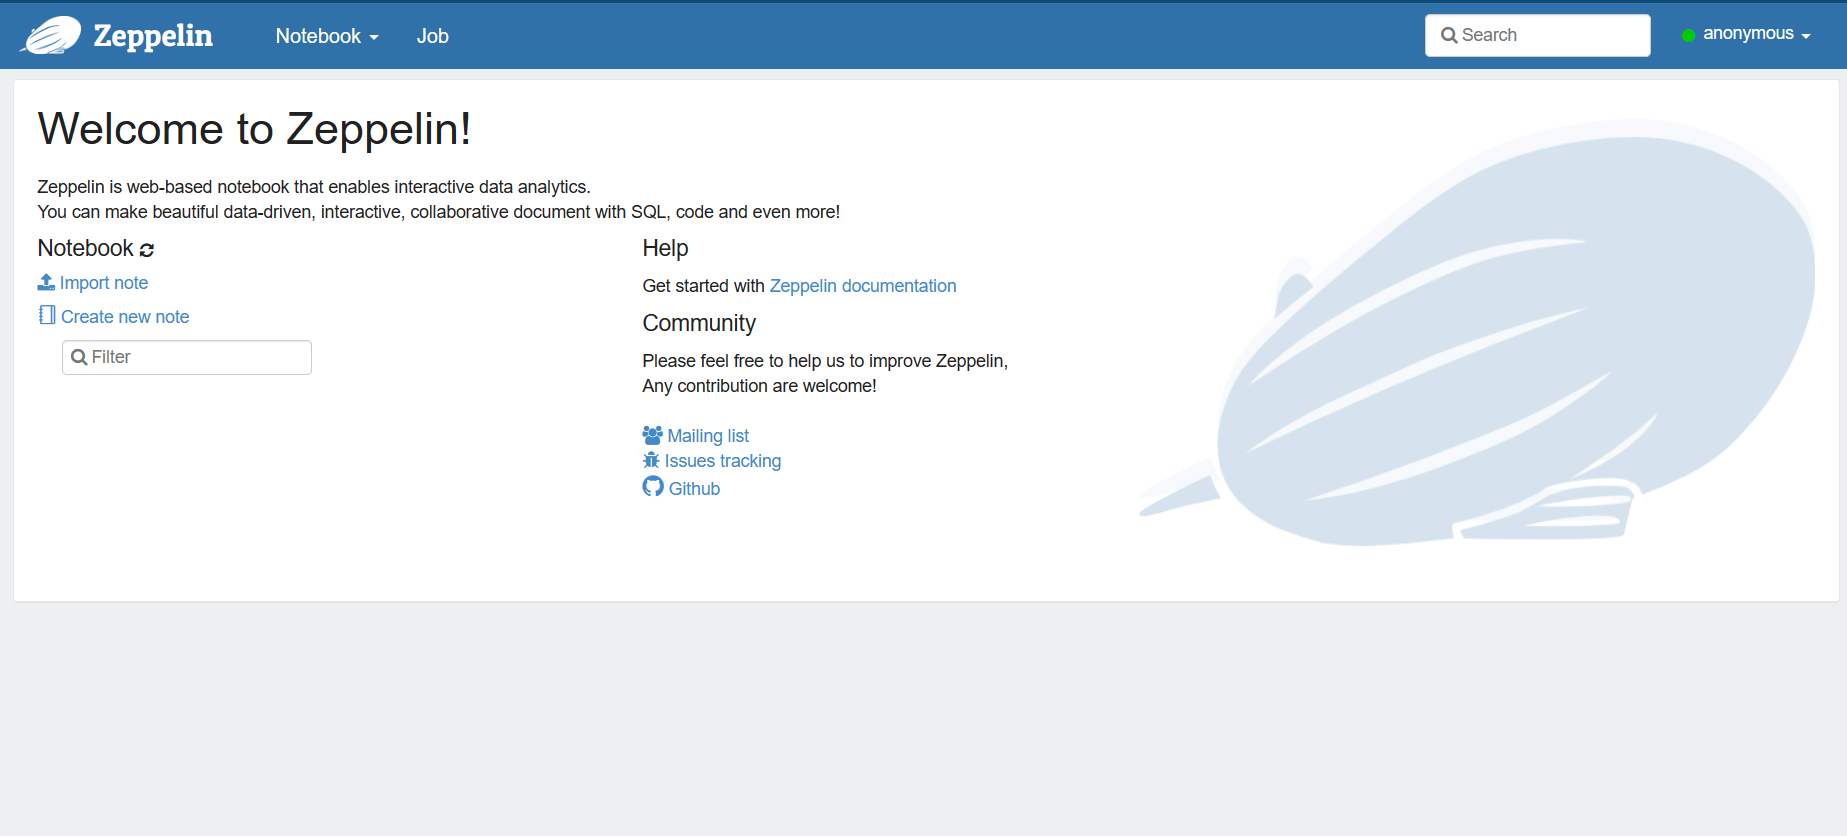 Zeppelin
Notebook
Job
Search
anonymous
Welcome to Zeppelin!
Zeppelin is web-based notebook that enables interactive data analytics.
You can make beautiful data-driven, interactive, collaborative document with SQL, code and even more!
Notebook
Import note
Create new note
Filter
Help
Get started with Zeppelin documentation
Community
Please feel free to help us to improve Zeppelin,
Any contribution are welcome!
Mailing list
Issues tracking
Github